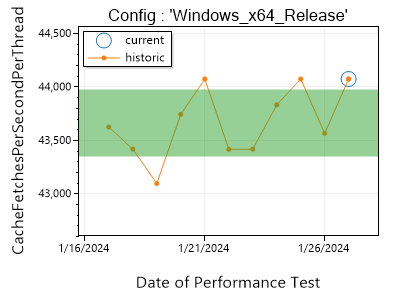 Config : 'Windows_x64_Release'
CacheFetchesPerSecondPerThread
current
historic
44,500
44,000
43,500
43,000
1/16/2024
1/21/2024
1/26/2024
Date of Performance Test